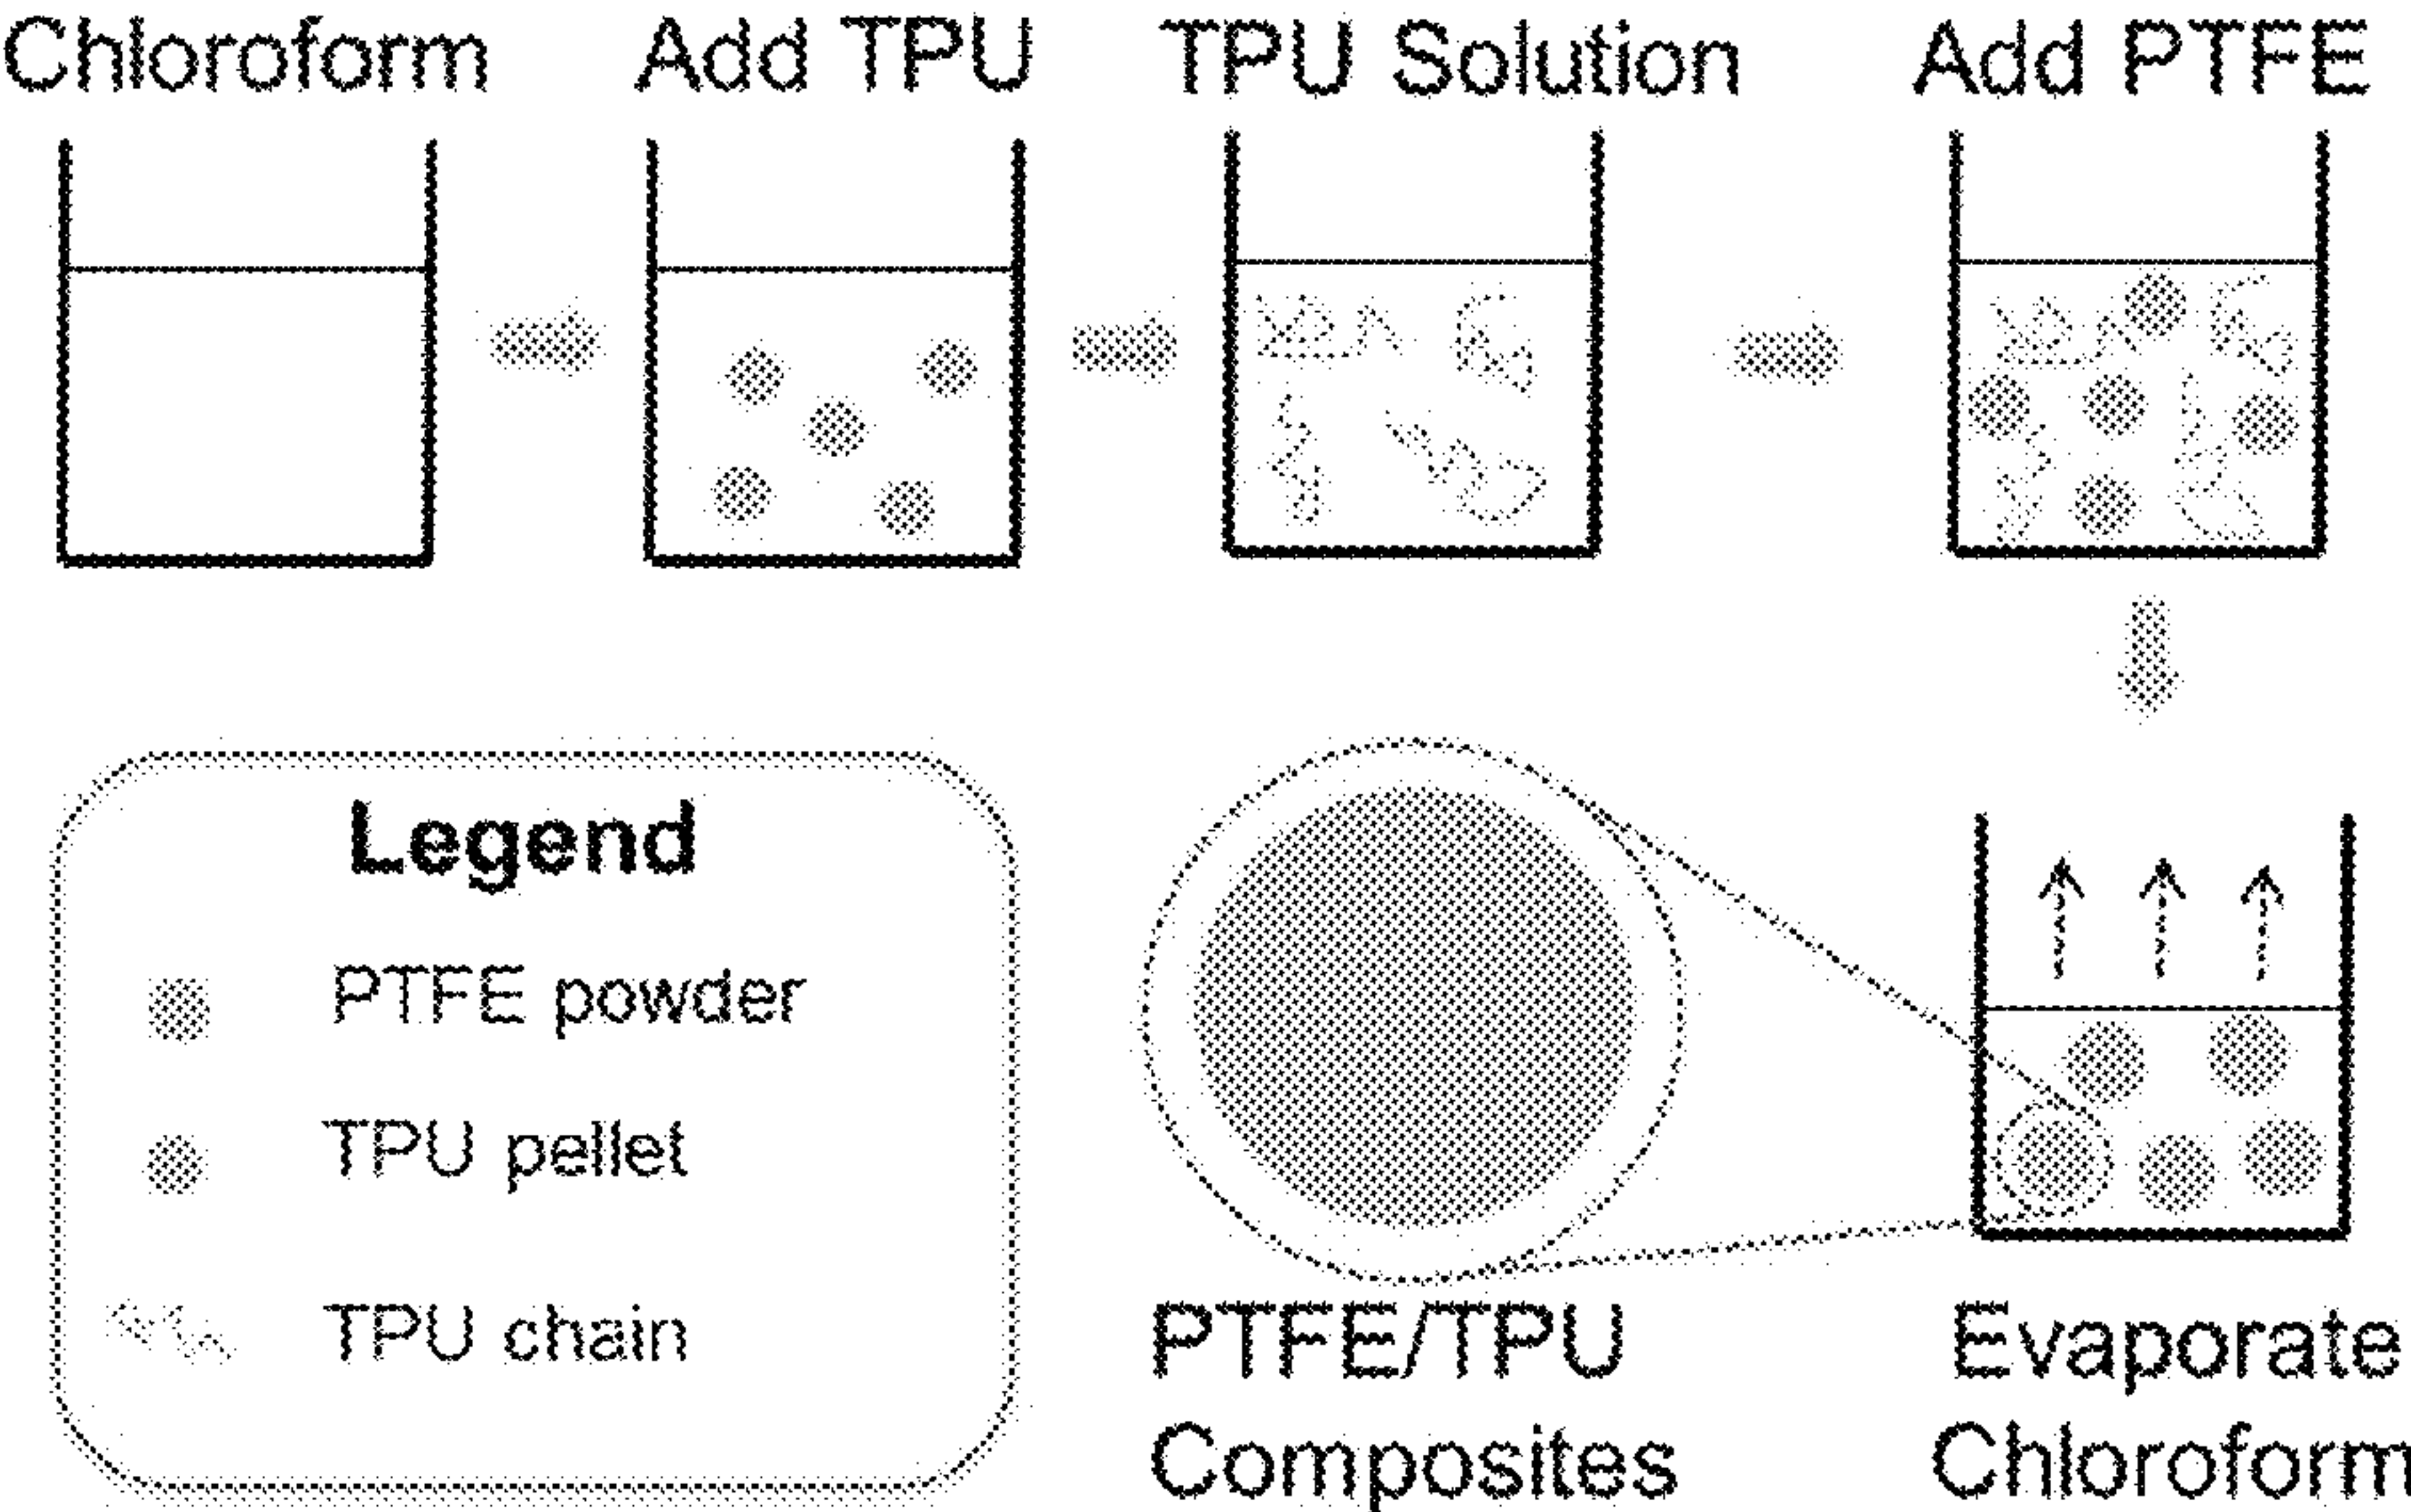 Chloroform
Add TPU
TPU Solution
Add PTFE
Legend
PTFE powder
TPU pellet
TPU chain
PTFE/TPU
Composites
Evaporate
Chloroform